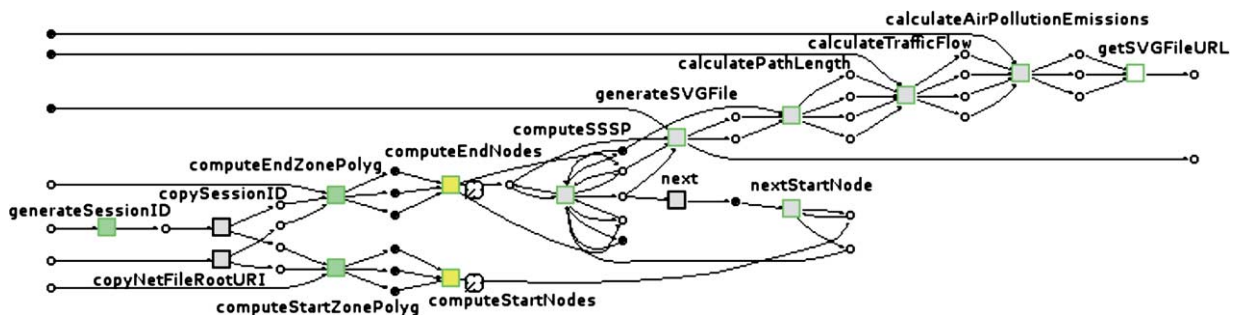 calculateAirPollutionEmissions
calculateTrafficFlow
getSVGFileURL
calculatePathLength
generateSVGFile
computeSSSP
computeEndNodes
computeEndZonePolyg
next
nextStartNode
copySessionID
generateSessionID
copyNetFileRootURI
computeStartNodes
computeStartZonePolyg